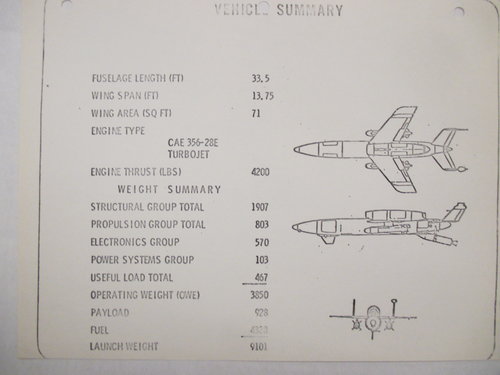 VEHICLE SUMMARY
FUSELAGE LENGTH (FT) 33.5
WING SPAN (FT) 13.75
WING AREA (SQ FT) 71
ENGINE TYPE
CAE 356-28E
TURBOJET
ENGINE THRUST (LBS) 4200
WEIGHT SUMMARY
STRUCTURAL GROUP TOTAL 1907
PROPULSION GROUP TOTAL 803
ELECTRONICS GROUP 570
POWER SYSTEMS GROUP 103
USEFUL LOAD TOTAL 467
OPERATING WEIGHT (OWE) 3850
PAYLOAD 928
FUEL 4323
LAUNCH WEIGHT 9101